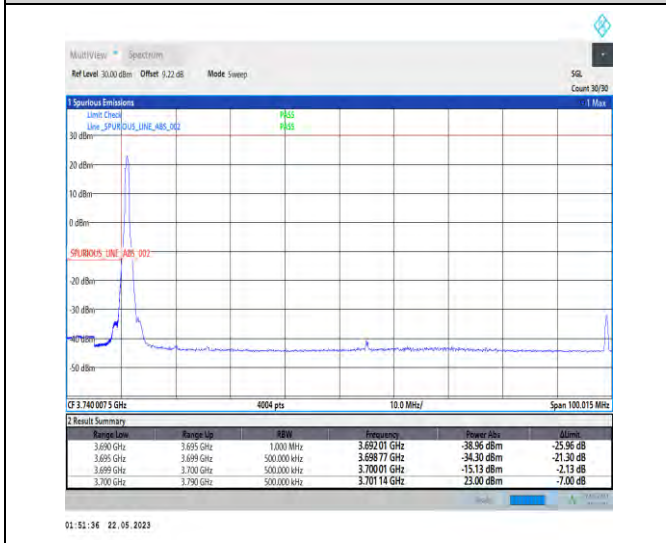 MultiView Spectrum
Ref Level 30.00 dBm Offset 9.22 dB Mode Sweep SGL
Count 30/30
1 Spurious Emissions 1 Max
Limit Check PASS
Line _SPURIOUS_LINE_ABS_002 PASS
30 dBm
20 dBm
10 dBm
0 dBm
_SPURIOUS_LINE_ABS_002
-20 dBm
-30 dBm
-40 dBm
-50 dBm
CF 3.740 007 5 GHz 4004 pts 10.0 MHz/ Span 100.015 MHz
2 Result Summary
Range Low Range Up RBW Frequency Power Abs ΔLimit
3.690 GHz 3.695 GHz 1.000 MHz 3.692 01 GHz -38.96 dBm -25.96 dB
3.695 GHz 3.699 GHz 500.000 kHz 3.698 77 GHz -34.30 dBm -21.30 dB
3.699 GHz 3.700 GHz 500.000 kHz 3.700 01 GHz -15.13 dBm -2.13 dB
3.700 GHz 3.790 GHz 500.000 kHz 3.701 14 GHz 23.00 dBm -7.00 dB
Ready
01:51:36 22.05.2023